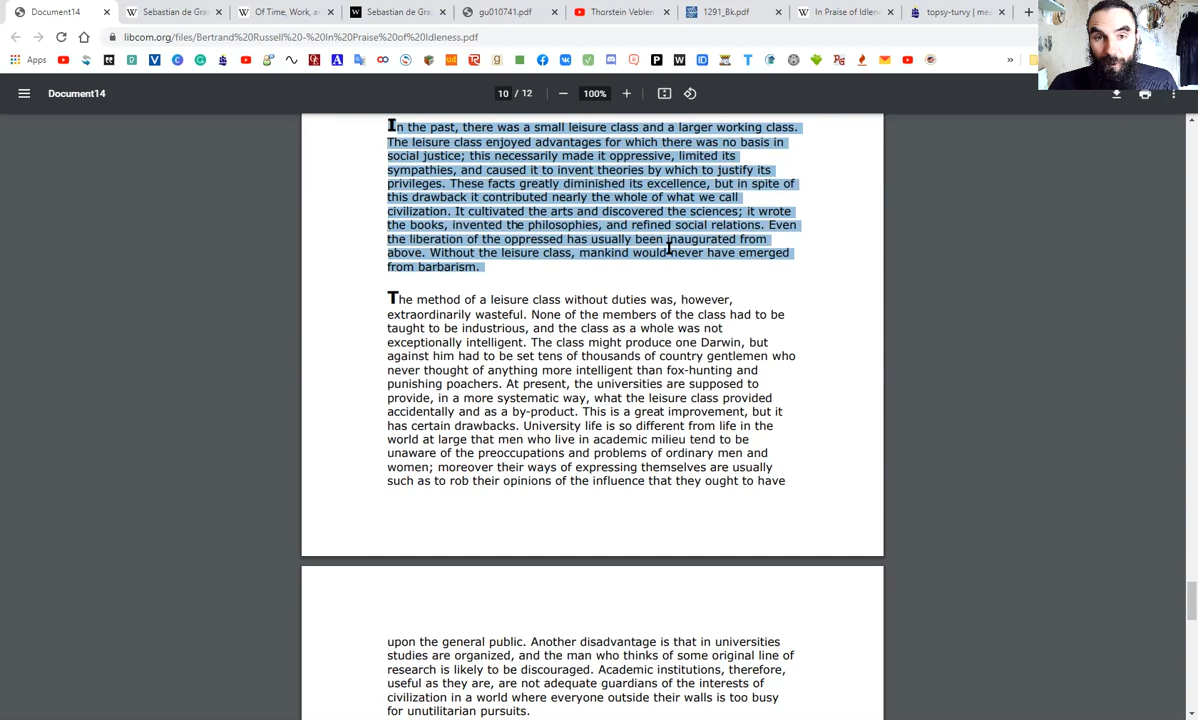 Document14
Sebastian de Gra
Of Time, Work, a
Sebastian de Gra
gu010741.pdf
Thorstein Veblen
1291_Bk.pdf
In Praise of Idlene
topsy-turvy | mea
libcom.org/files/Bertrand%20Russell%20-%20In%20Praise%20of%20Idleness.pdf
Apps
Document14
10 / 12
100%
In the past, there was a small leisure class and a larger working class.
The leisure class enjoyed advantages for which there was no basis in
social justice; this necessarily made it oppressive, limited its
sympathies, and caused it to invent theories by which to justify its
privileges. These facts greatly diminished its excellence, but in spite of
this drawback it contributed nearly the whole of what we call
civilization. It cultivated the arts and discovered the sciences; it wrote
the books, invented the philosophies, and refined social relations. Even
the liberation of the oppressed has usually been inaugurated from
above. Without the leisure class, mankind would never have emerged
from barbarism.
The method of a leisure class without duties was, however,
extraordinarily wasteful. None of the members of the class had to be
taught to be industrious, and the class as a whole was not
exceptionally intelligent. The class might produce one Darwin, but
against him had to be set tens of thousands of country gentlemen who
never thought of anything more intelligent than fox-hunting and
punishing poachers. At present, the universities are supposed to
provide, in a more systematic way, what the leisure class provided
accidentally and as a by-product. This is a great improvement, but it
has certain drawbacks. University life is so different from life in the
world at large that men who live in academic milieu tend to be
unaware of the preoccupations and problems of ordinary men and
women; moreover their ways of expressing themselves are usually
such as to rob their opinions of the influence that they ought to have
upon the general public. Another disadvantage is that in universities
studies are organized, and the man who thinks of some original line of
research is likely to be discouraged. Academic institutions, therefore,
useful as they are, are not adequate guardians of the interests of
civilization in a world where everyone outside their walls is too busy
for unutilitarian pursuits.